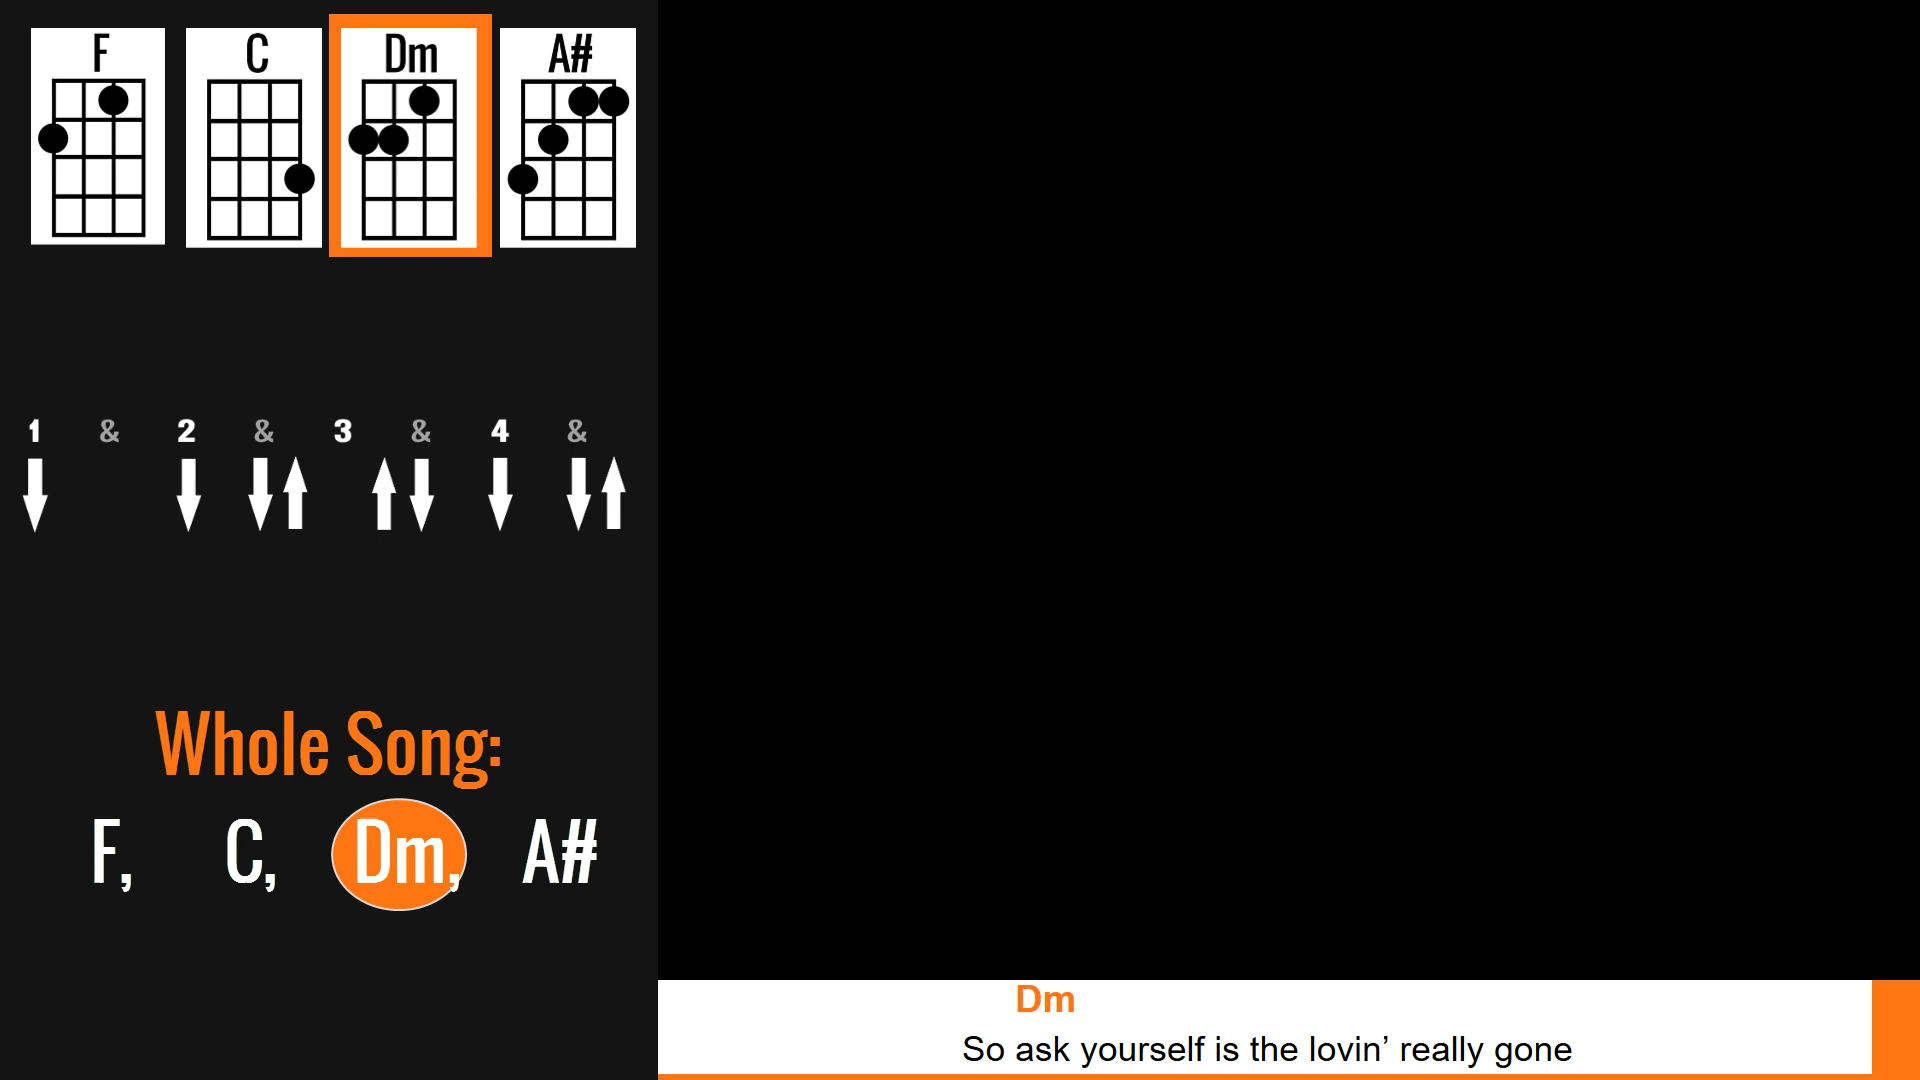 F C Dm A#
1 & 2 & 3 & 4 &
Whole Song:
F, C, Dm, A#
Dm
So ask yourself is the lovin’ really gone